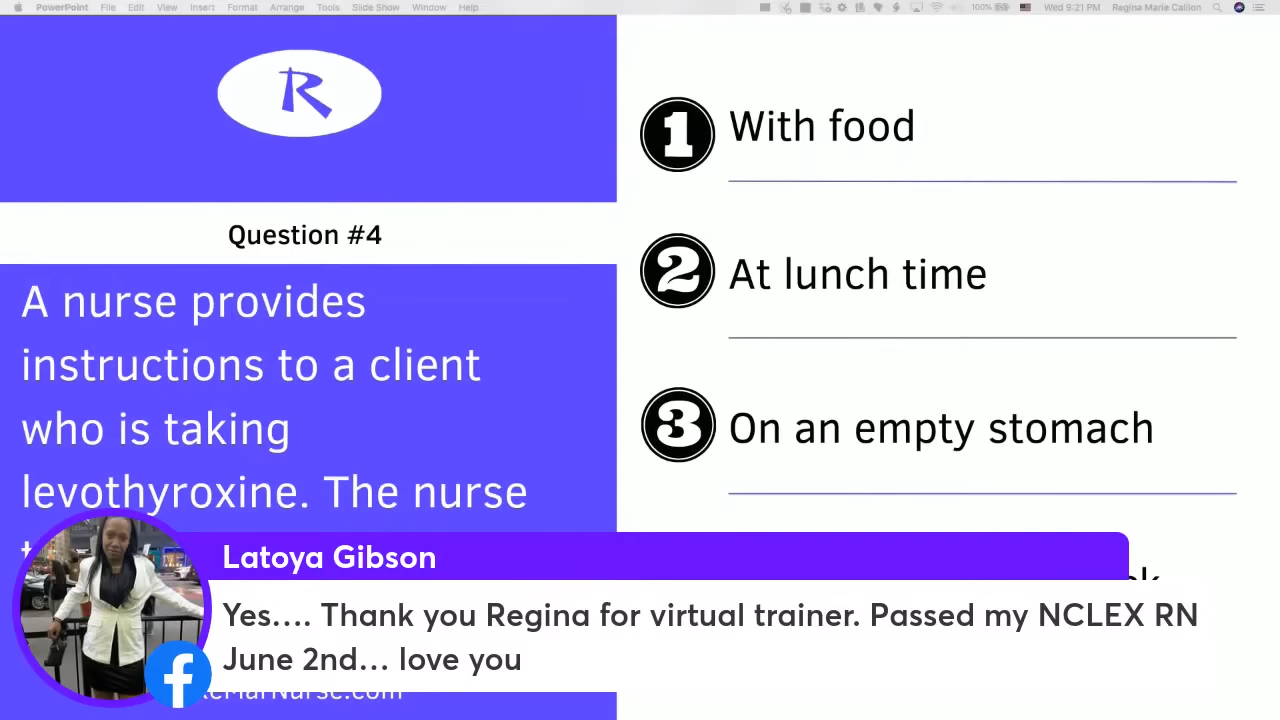 PowerPoint File Edit View Insert Format Arrange Tools Slide Show Window Help
100% Wed 9:21 PM Regina Marie Callion
R
Question #4
A nurse provides
instructions to a client
who is taking
levothyroxine. The nurse
1 With food
2 At lunch time
3 On an empty stomach
Latoya Gibson
Yes.... Thank you Regina for virtual trainer. Passed my NCLEX RN
June 2nd... love you